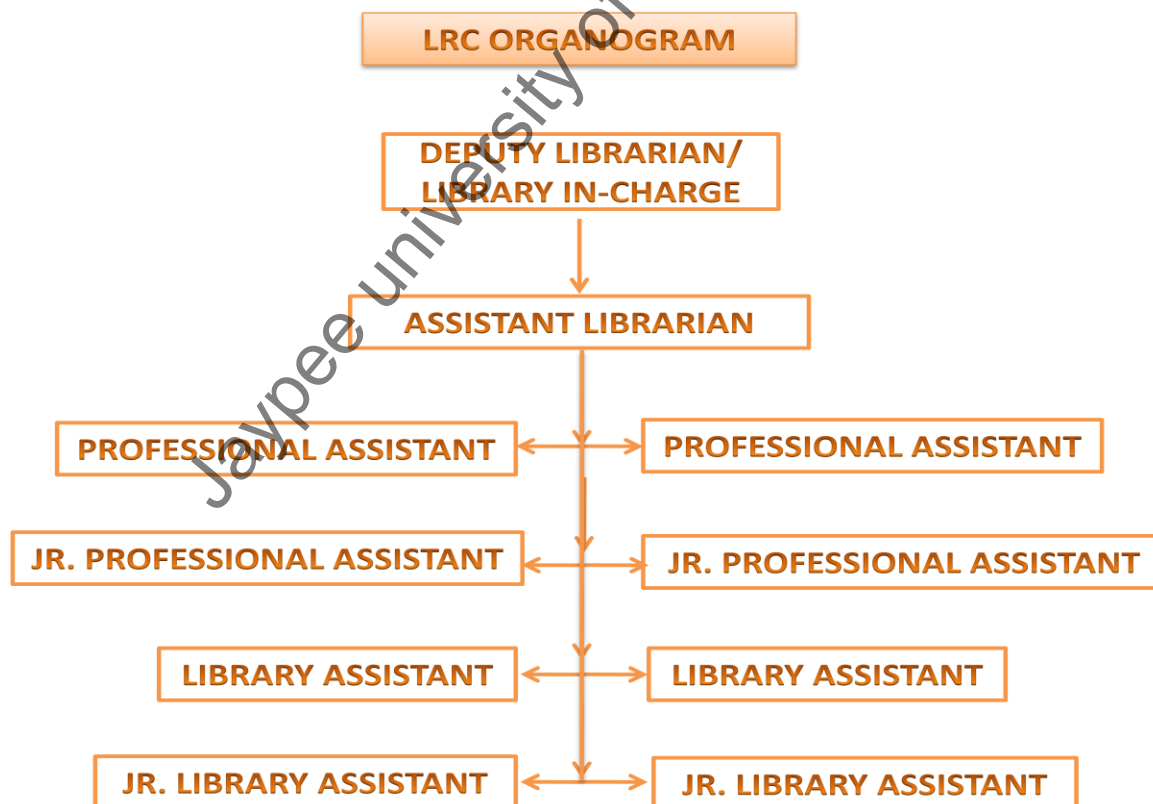 LRC ORGANOGRAM
DEPUTY LIBRARIAN/
LIBRARY IN-CHARGE
ASSISTANT LIBRARIAN
PROFESSIONAL ASSISTANT
PROFESSIONAL ASSISTANT
JR. PROFESSIONAL ASSISTANT
JR. PROFESSIONAL ASSISTANT
LIBRARY ASSISTANT
LIBRARY ASSISTANT
JR. LIBRARY ASSISTANT
JR. LIBRARY ASSISTANT
Jaypee university of